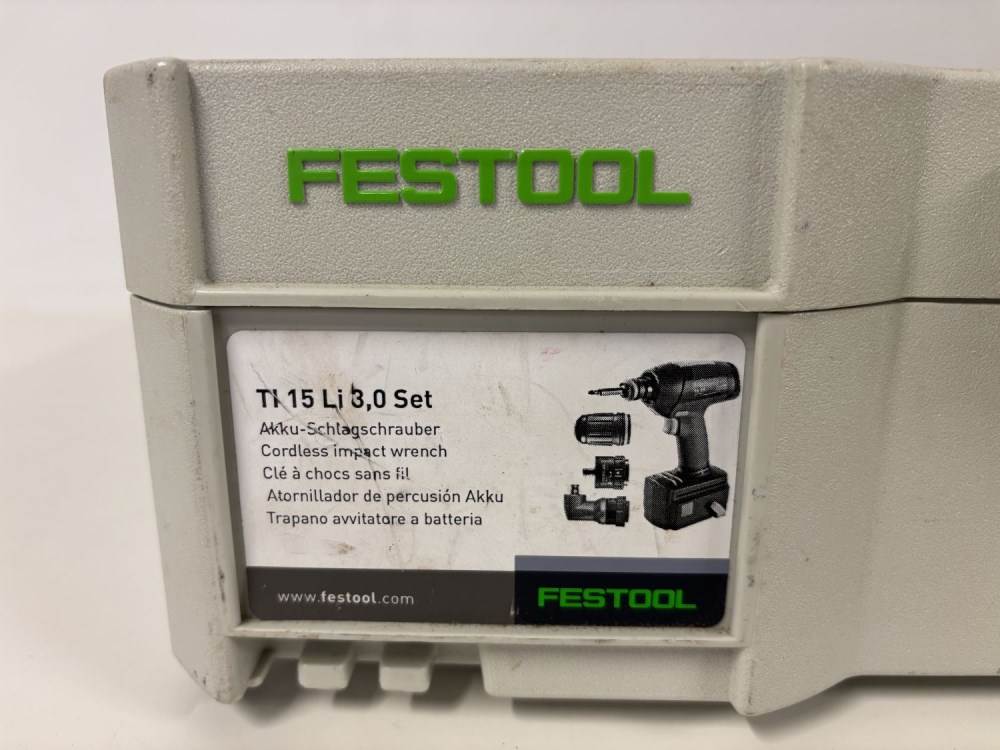 FESTOOL
TI 15 Li 3,0 Set
Akku-Schlagschrauber
Cordless impact wrench
Clé à chocs sans fil
Atornillador de percusión Akku
Trapano avvitatore a batteria
www.festool.com
FESTOOL